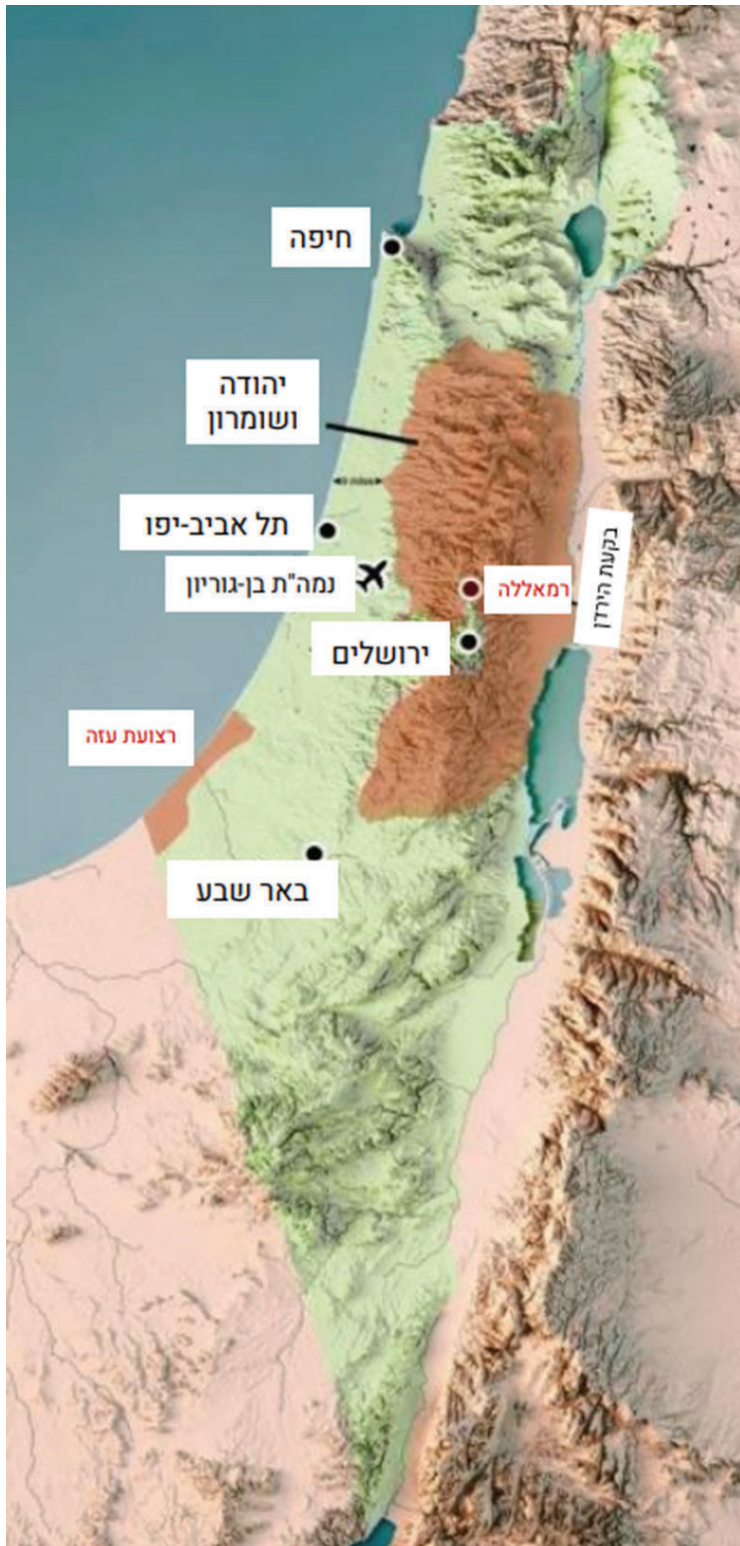 חיפה
יהודה
ושומרון
תל אביב-יפו
נמה"ת בן-גוריון
רמאללה
בקעת הירדן
ירושלים
רצועת עזה
באר שבע